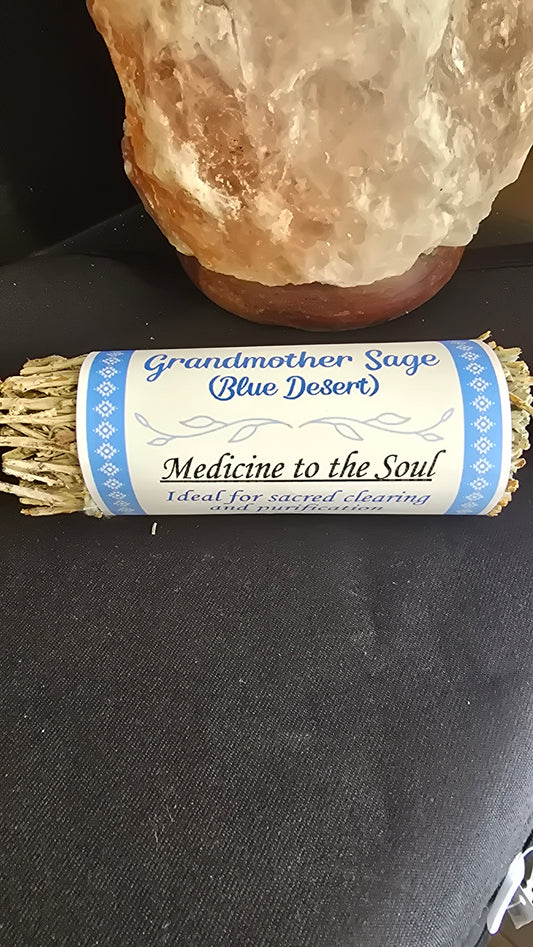 Grandmother Sage
(Blue Desert)
Medicine to the Soul
Ideal for sacred clearing
and purification